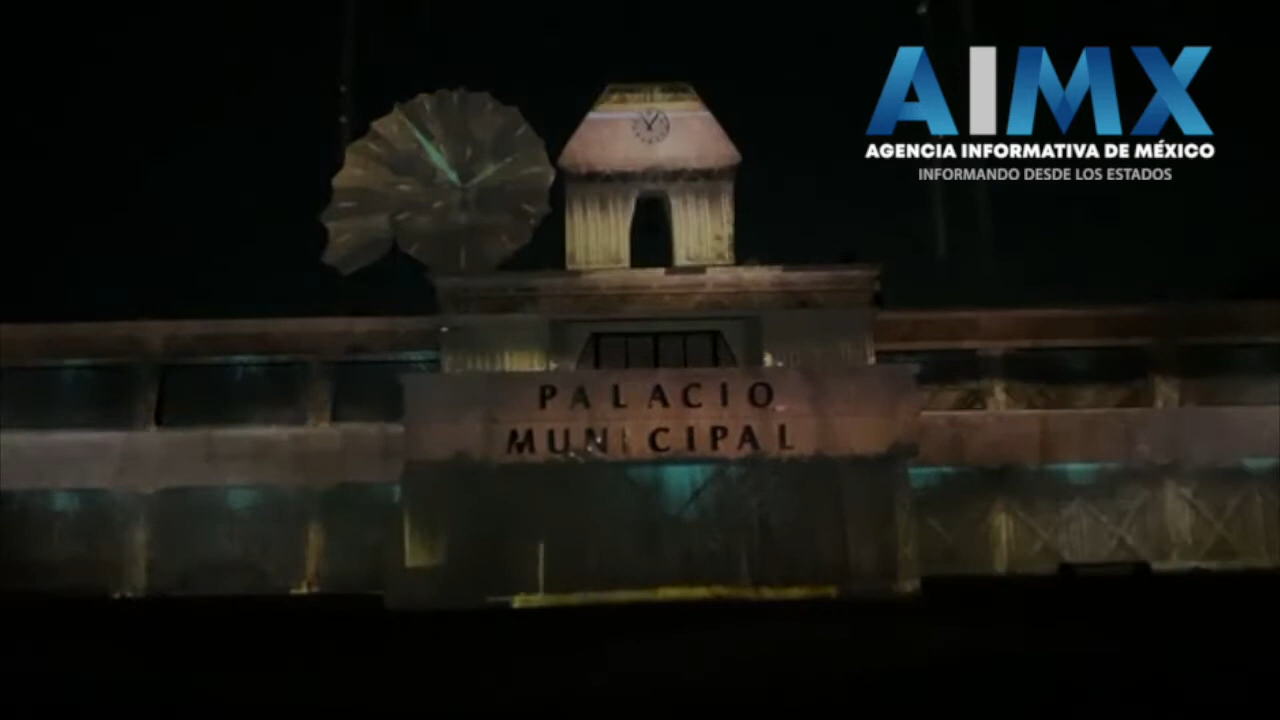 AIMX
AGENCIA INFORMATIVA DE MÉXICO
INFORMANDO DESDE LOS ESTADOS
PALACIO
MUNICIPAL